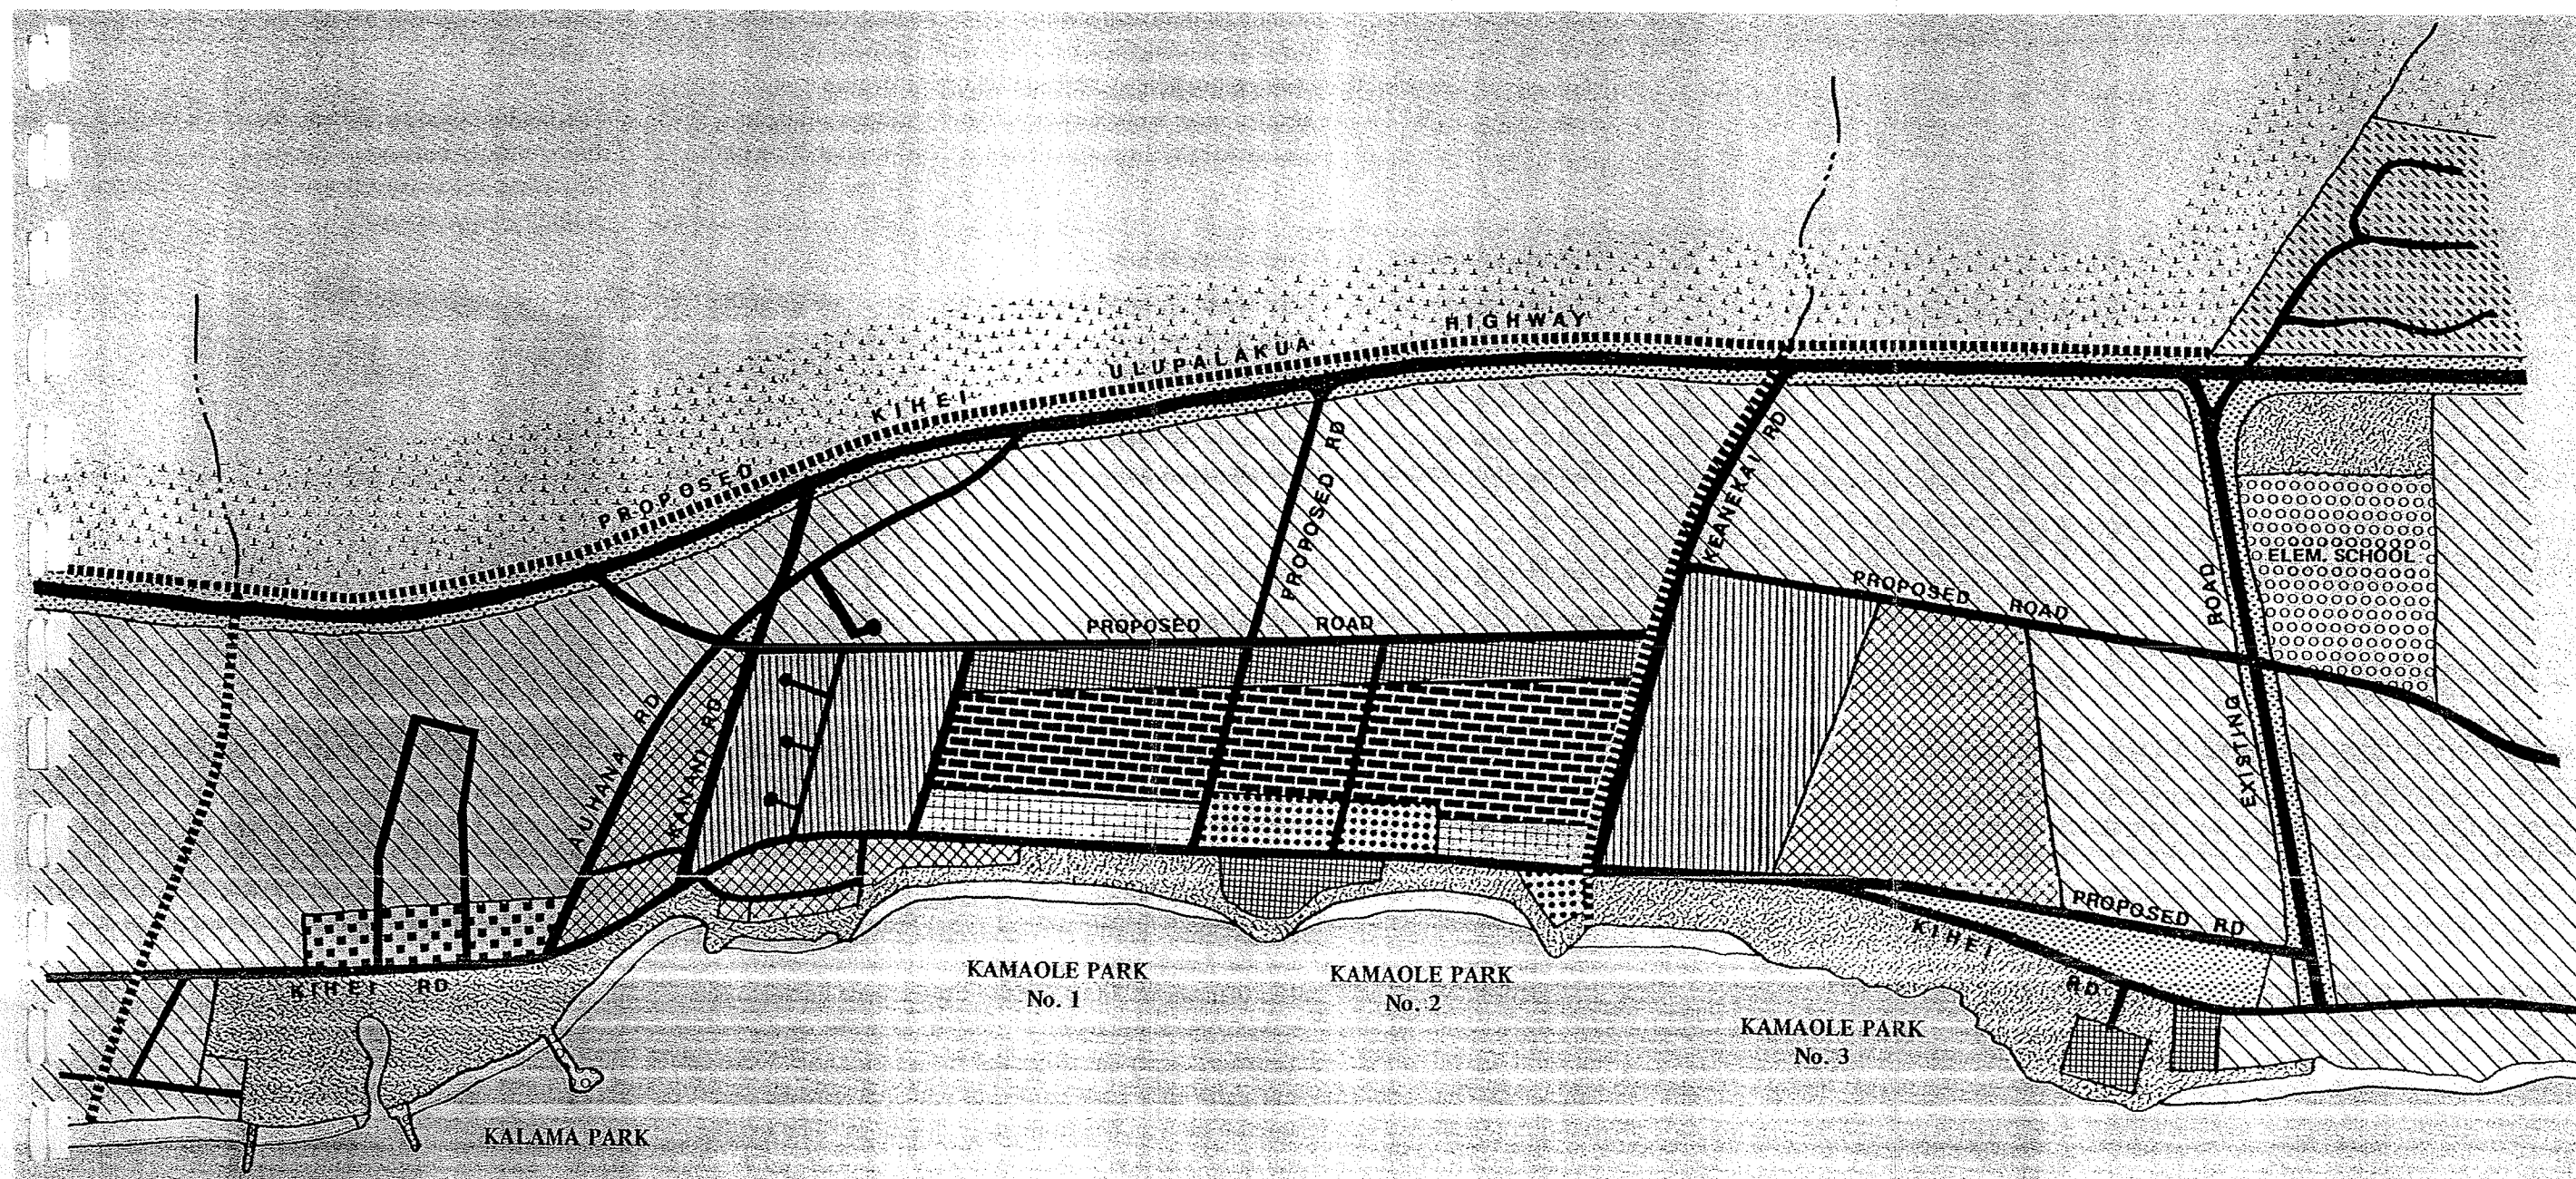 PROPOSED KIHEI ULUPALAKUA HIGHWAY
PROPOSED RD
KEANEKAI RD
ELEM. SCHOOL
PROPOSED ROAD
PROPOSED ROAD
EXISTING ROAD
AUHANA RD
KANANI RD
PROPOSED RD
KIHEI RD
KIHEI RD
KAMAOLE PARK
No. 1
KAMAOLE PARK
No. 2
KAMAOLE PARK
No. 3
KALAMA PARK